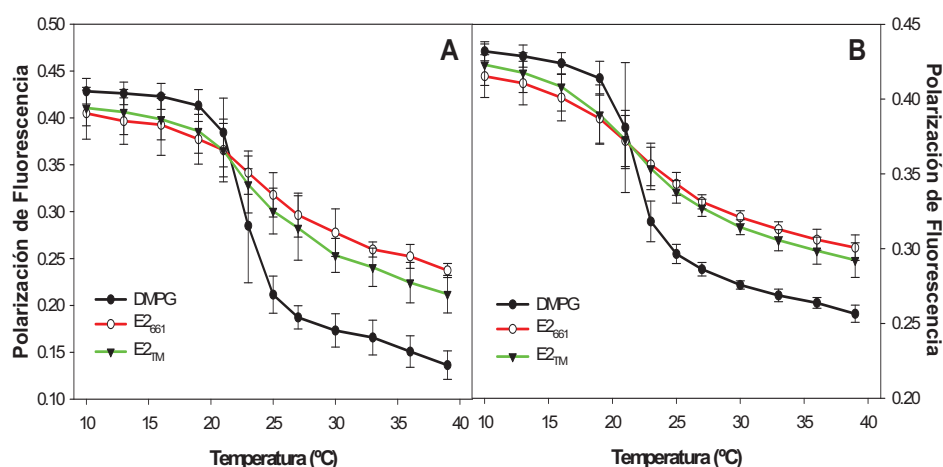 0.50
0.45
0.40
0.35
0.30
0.25
0.20
0.15
0.10
Polarización de Fluorescencia
A
DMPG
E2661
E2TM
10 15 20 25 30 35 40
Temperatura (ºC)
B
DMPG
E2661
E2TM
10 15 20 25 30 35 40
Temperatura (ºC)
0.45
0.40
0.35
0.30
0.25
0.20
Polarización de Fluorescencia